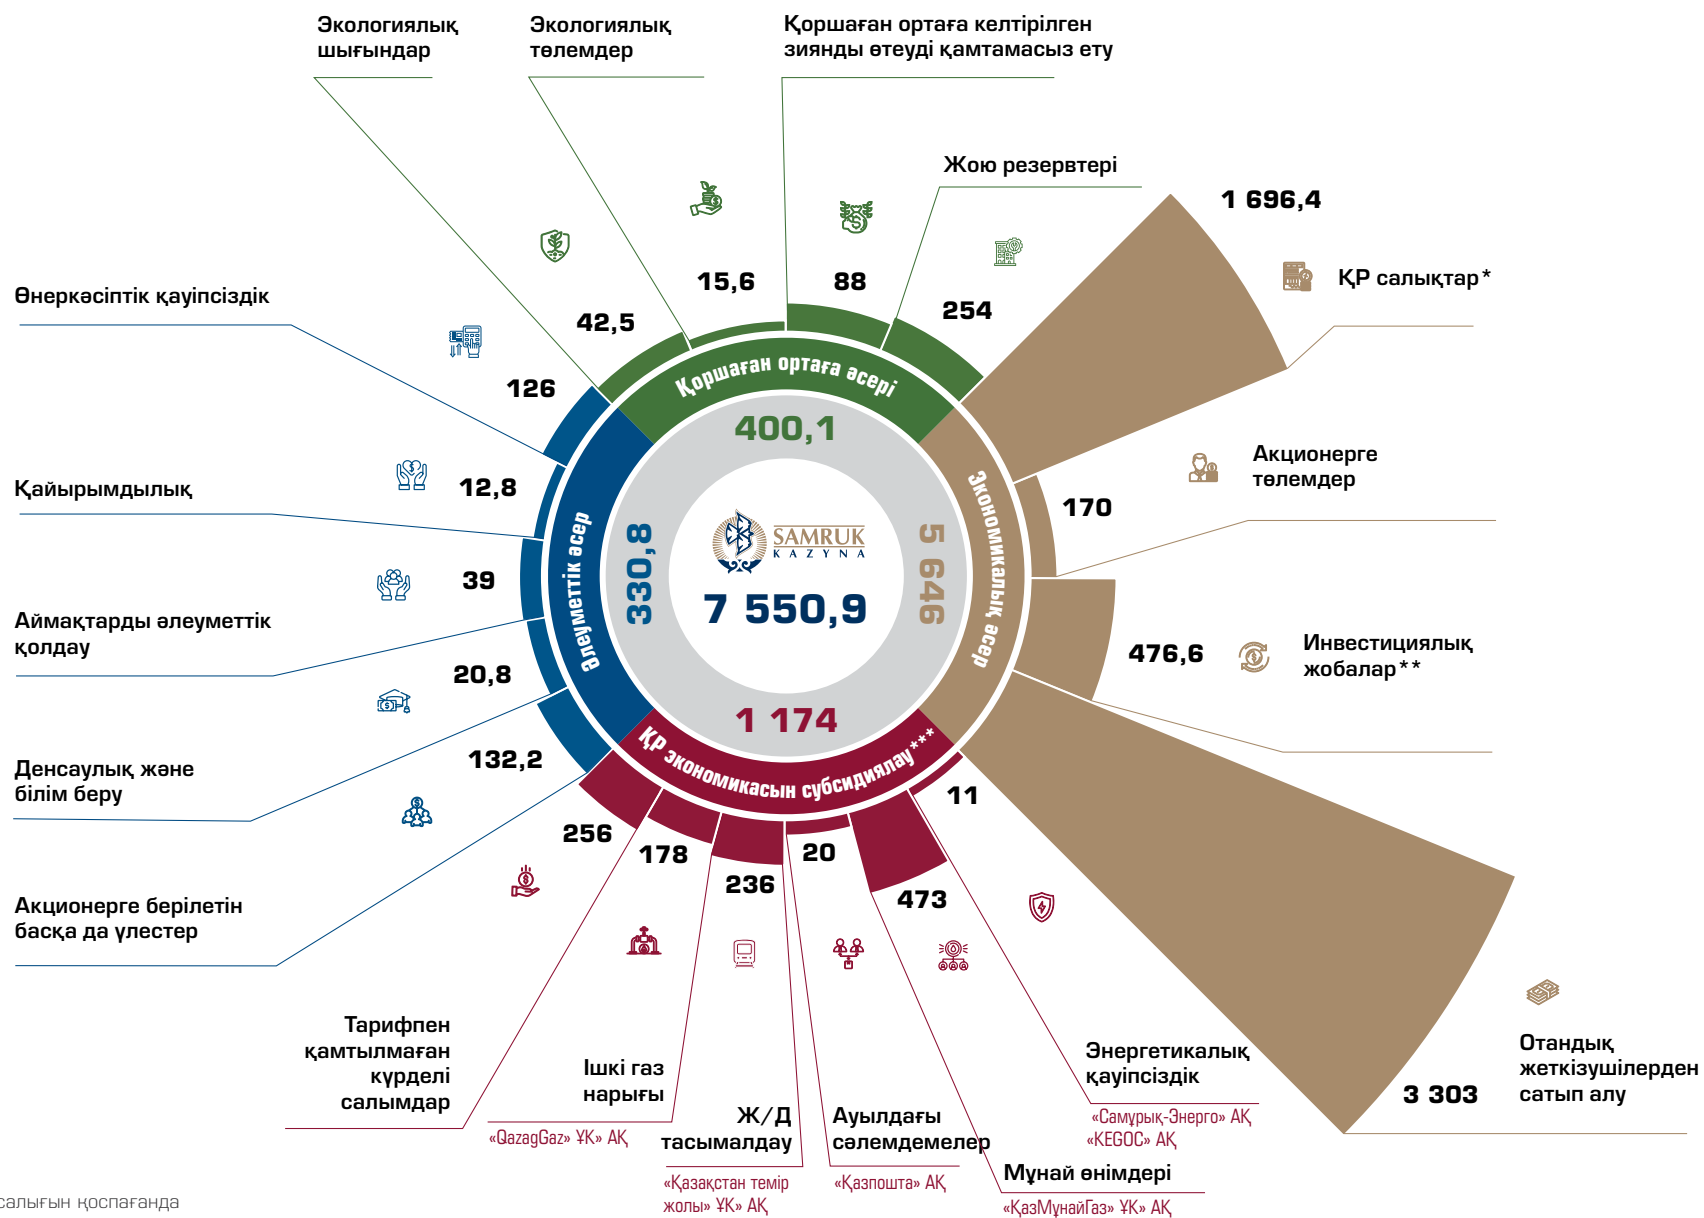 Экологиялық
шығындар
Экологиялық
төлемдер
Қоршаған ортаға келтірілген
зиянды өтеуді қамтамасыз ету
Жою резервтері
1 696,4
ҚР салықтар*
15,6
88
254
42,5
Өнеркәсіптік қауіпсіздік
126
Қоршаған ортаға әсері
400,1
Қайырымдылық
12,8
Акционерге
төлемдер
170
Әлеуметтік әсер
330,8
SAMRUK
KAZYNA
7 550,9
5 646
Экономикалық әсер
39
Аймақтарды әлеуметтік
қолдау
20,8
476,6
Инвестициялық
жобалар**
1 174
ҚР экономикасын субсидиялау***
Денсаулық және
білім беру
132,2
11
256
178
20
236
473
Акционерге берілетін
басқа да үлестер
Тарифпен
қамтылмаған
күрделі
салымдар
Ішкі газ
нарығы
«QazagGaz» ҰК» АҚ
Ж/Д
тасымалдау
«Қазақстан темір
жолы» ҰК» АҚ
Ауылдағы
сәлемдемелер
«Қазпошта» АҚ
Мұнай өнімдері
«ҚазМұнайГаз» ҰК» АҚ
Энергетикалық
қауіпсіздік
«Самұрық-Энерго» АҚ
«KEGOC» АҚ
3 303
Отандық
жеткізушілерден
сатып алу
салығын қоспағанда